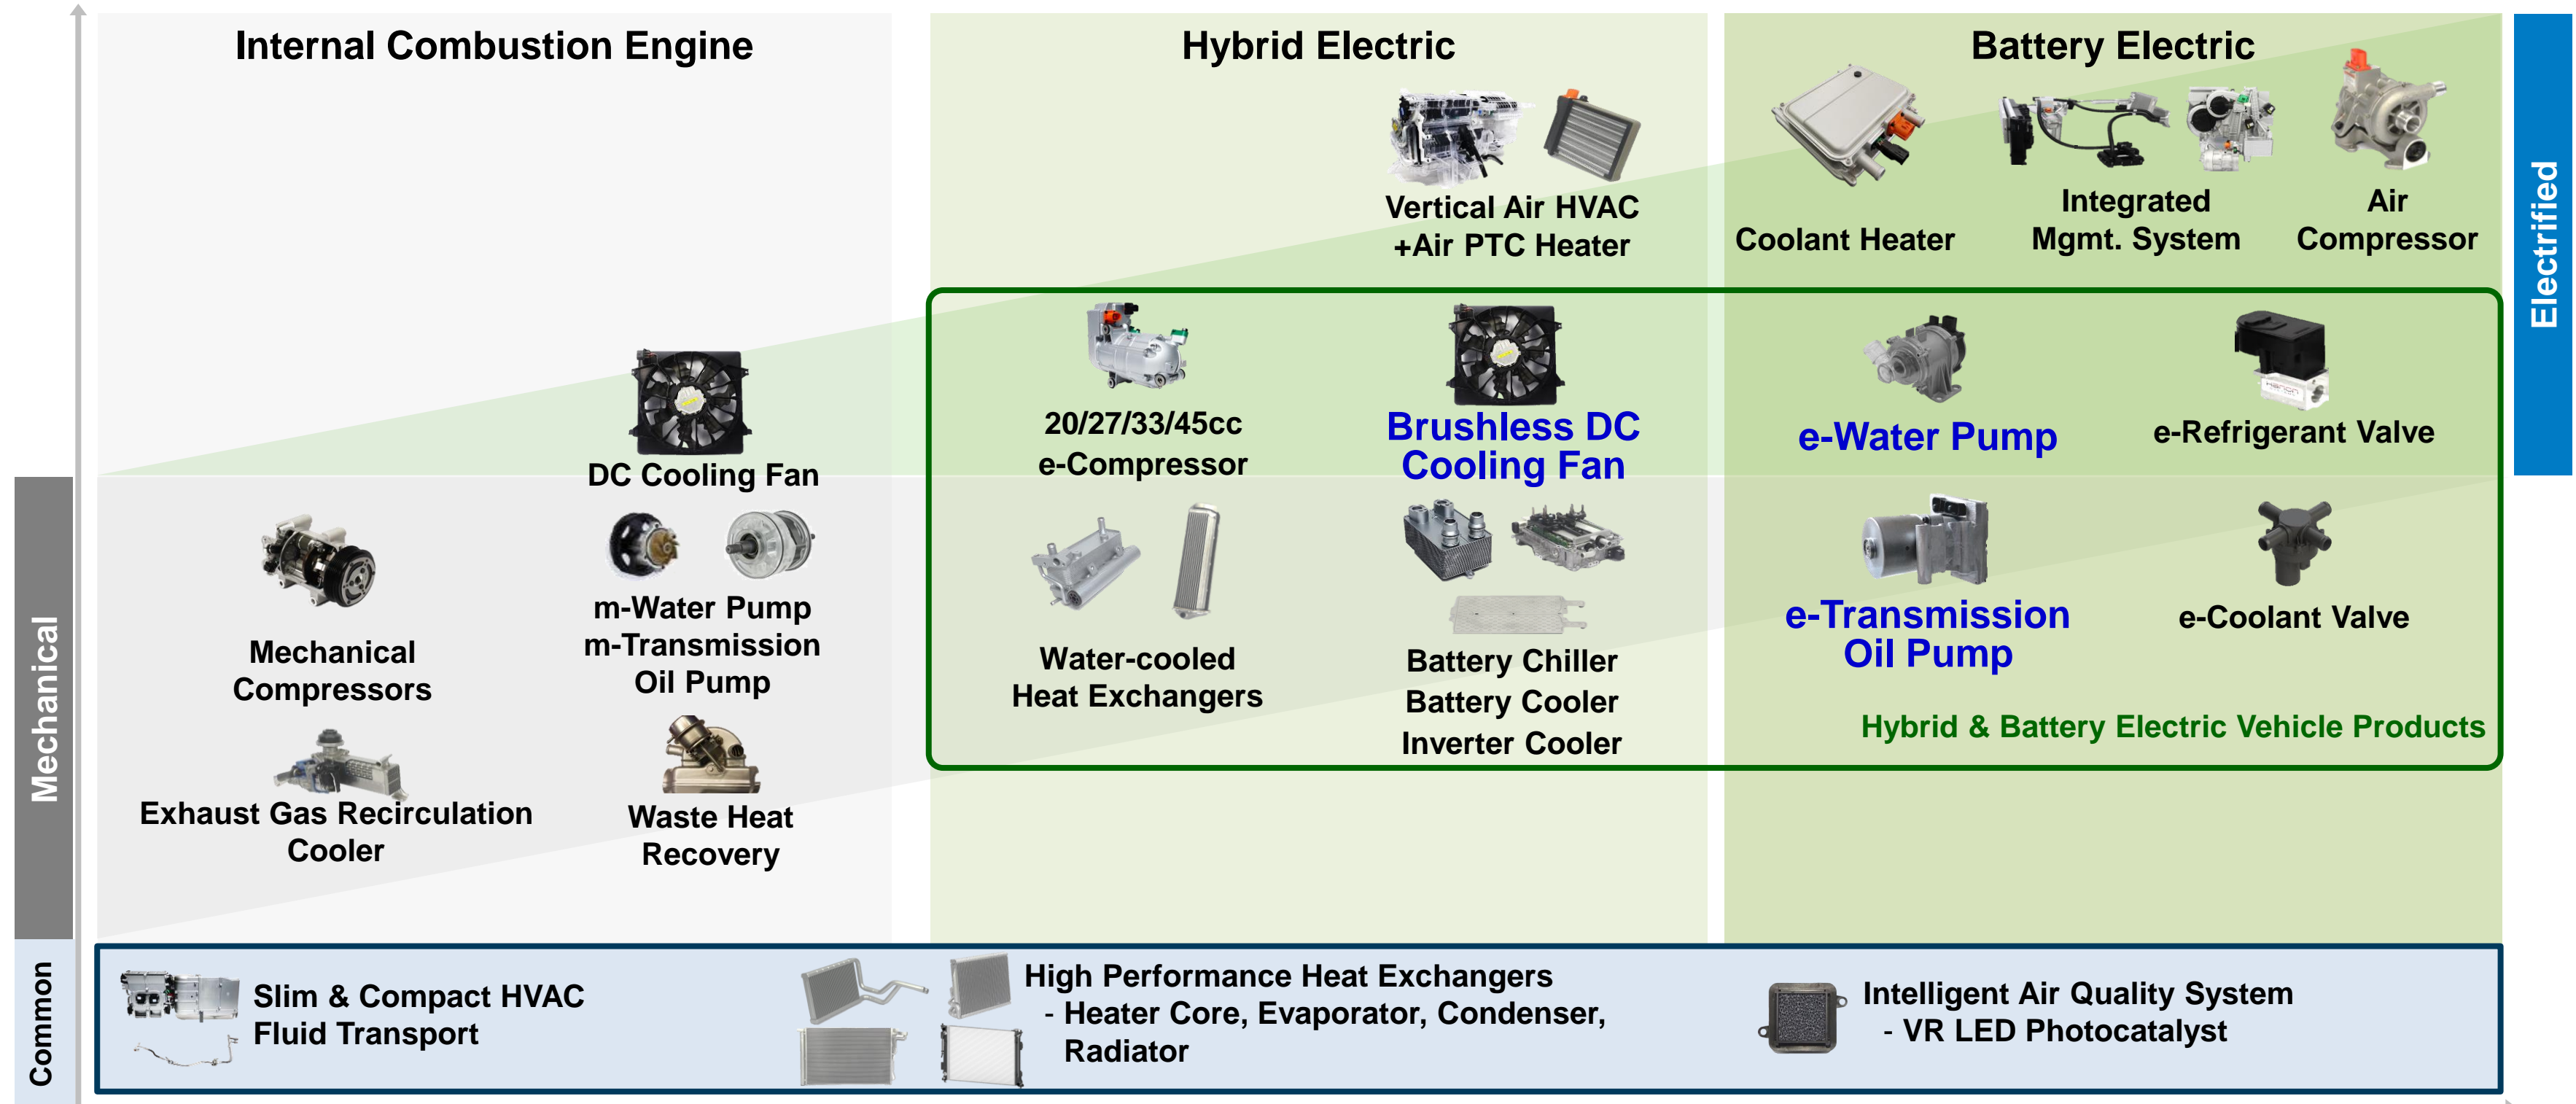 Internal Combustion Engine
Hybrid Electric
Battery Electric
Electrified
Vertical Air HVAC
+Air PTC Heater
Coolant Heater
Integrated
Mgmt. System
Air
Compressor
DC Cooling Fan
20/27/33/45cc
e-Compressor
Brushless DC
Cooling Fan
e-Water Pump
e-Refrigerant Valve
Mechanical
Mechanical
Compressors
m-Water Pump
m-Transmission
Oil Pump
Water-cooled
Heat Exchangers
Battery Chiller
Battery Cooler
Inverter Cooler
e-Transmission
Oil Pump
e-Coolant Valve
Hybrid & Battery Electric Vehicle Products
Exhaust Gas Recirculation
Cooler
Waste Heat
Recovery
Common
Slim & Compact HVAC
Fluid Transport
High Performance Heat Exchangers
- Heater Core, Evaporator, Condenser,
Radiator
Intelligent Air Quality System
- VR LED Photocatalyst